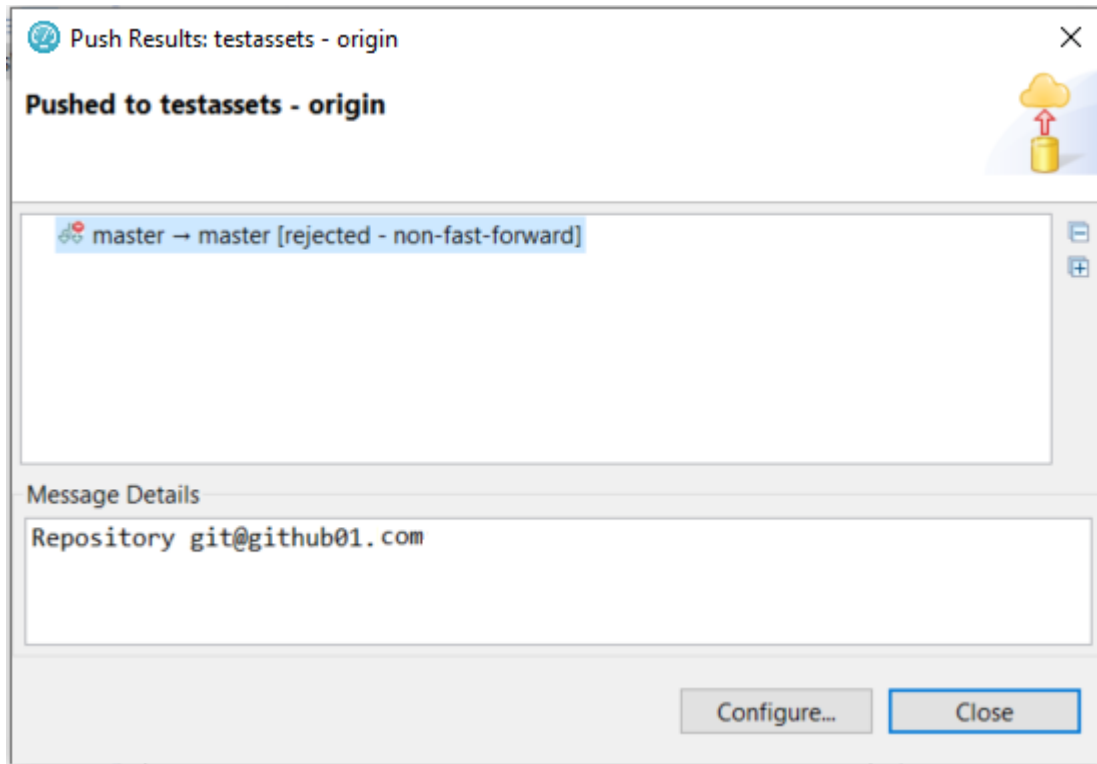 Push Results: testassets - origin
Pushed to testassets - origin
master → master [rejected - non-fast-forward]
Message Details
Repository git@github01.com
Configure...
Close